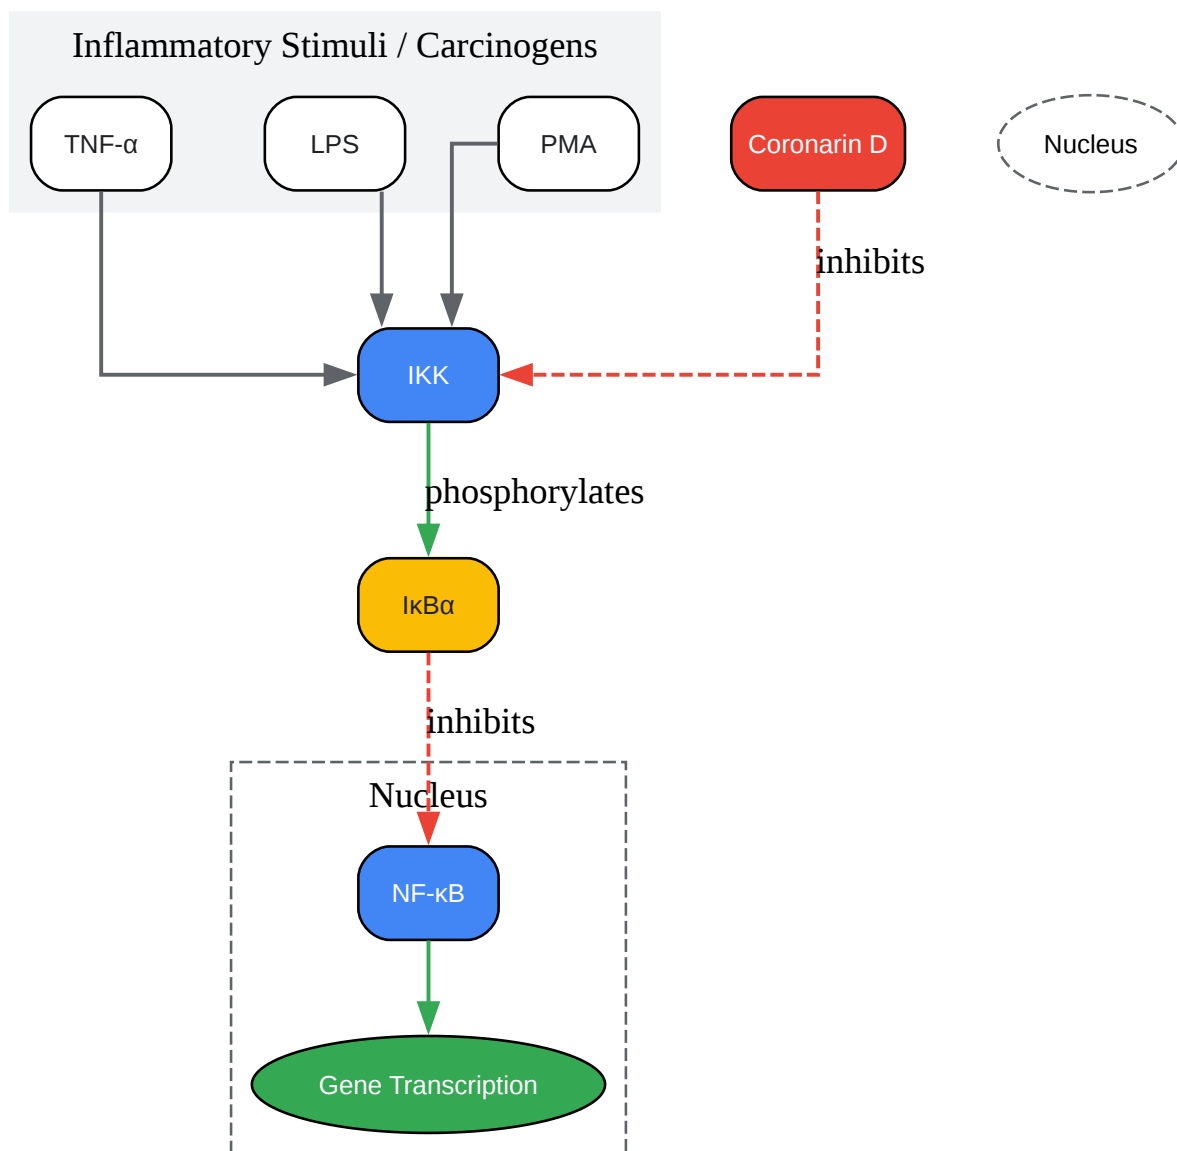 Inflammatory Stimuli / Carcinogens
TNF-α
LPS
PMA
Coronarin D
Nucleus
inhibits
IKK
phosphorylates
IκBα
inhibits
Nucleus
NF-κB
Gene Transcription